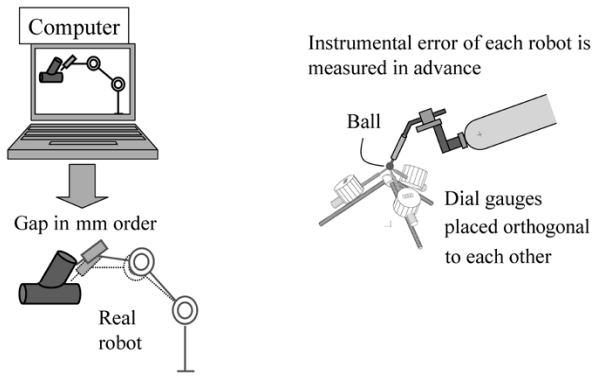 Computer
Gap in mm order
Real
robot
Instrumental error of each robot is
measured in advance
Ball
Dial gauges
placed orthogonal
to each other